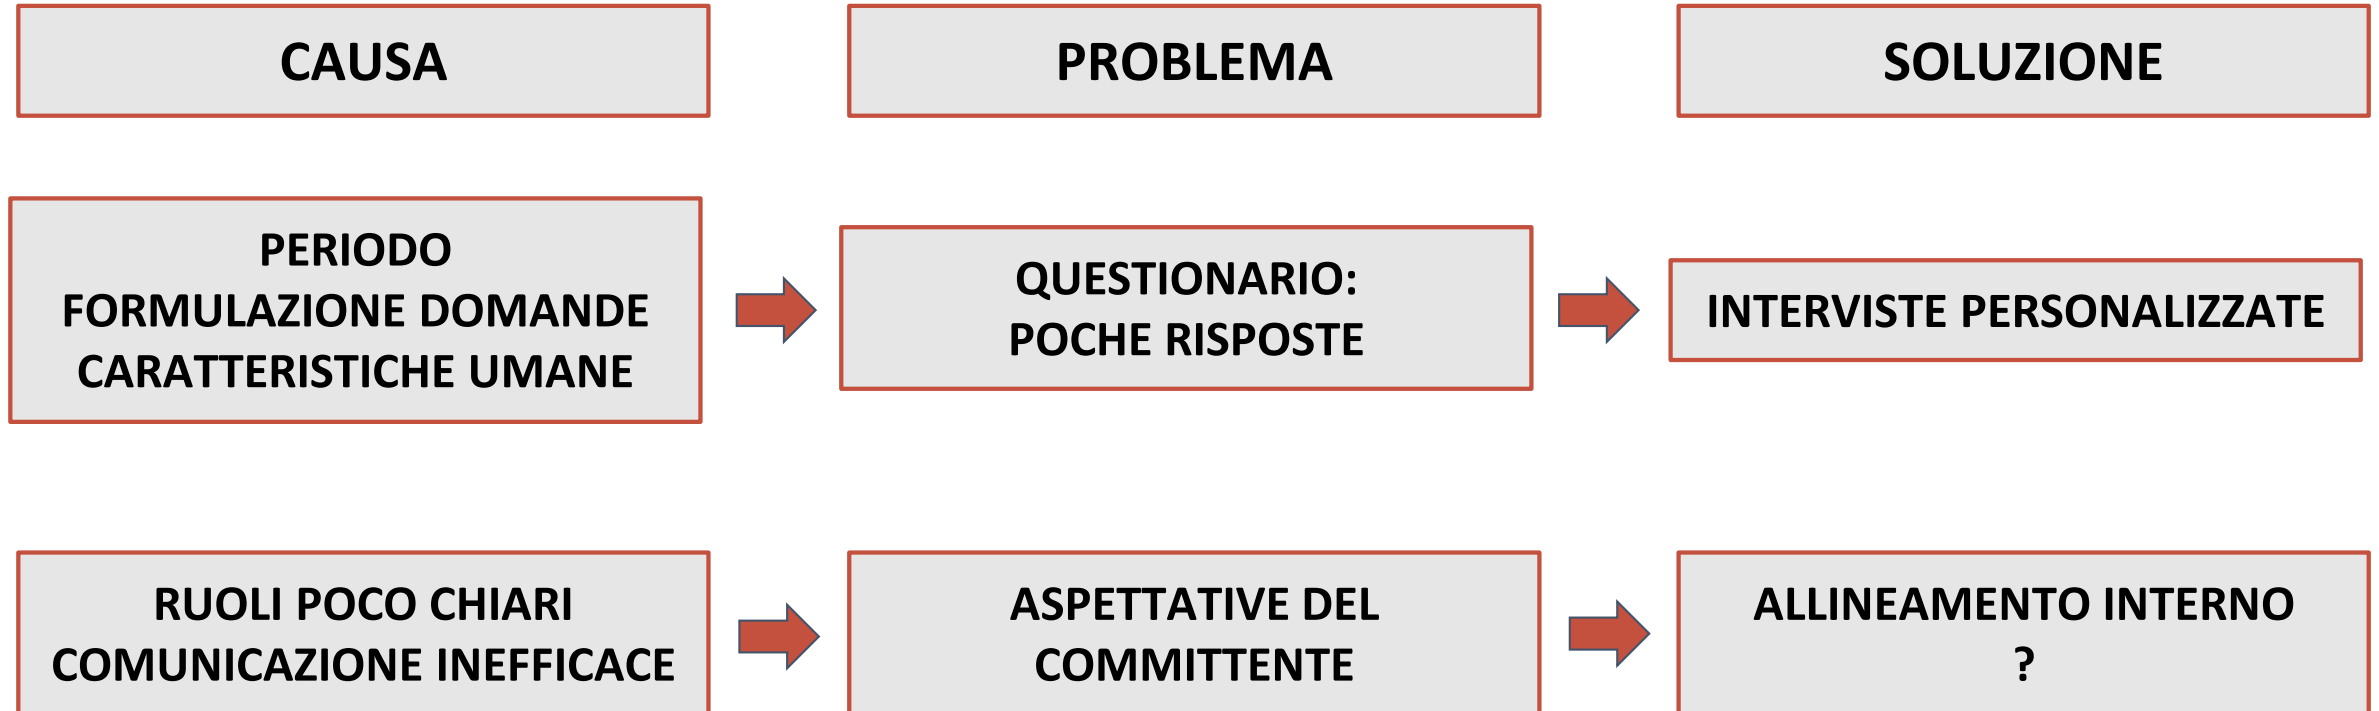 CAUSA
PROBLEMA
SOLUZIONE
PERIODO
FORMULAZIONE DOMANDE
CARATTERISTICHE UMANE
QUESTIONARIO:
POCHE RISPOSTE
INTERVISTE PERSONALIZZATE
RUOLI POCO CHIARI
COMUNICAZIONE INEFFICACE
ASPETTATIVE DEL
COMMITTENTE
ALLINEAMENTO INTERNO
?